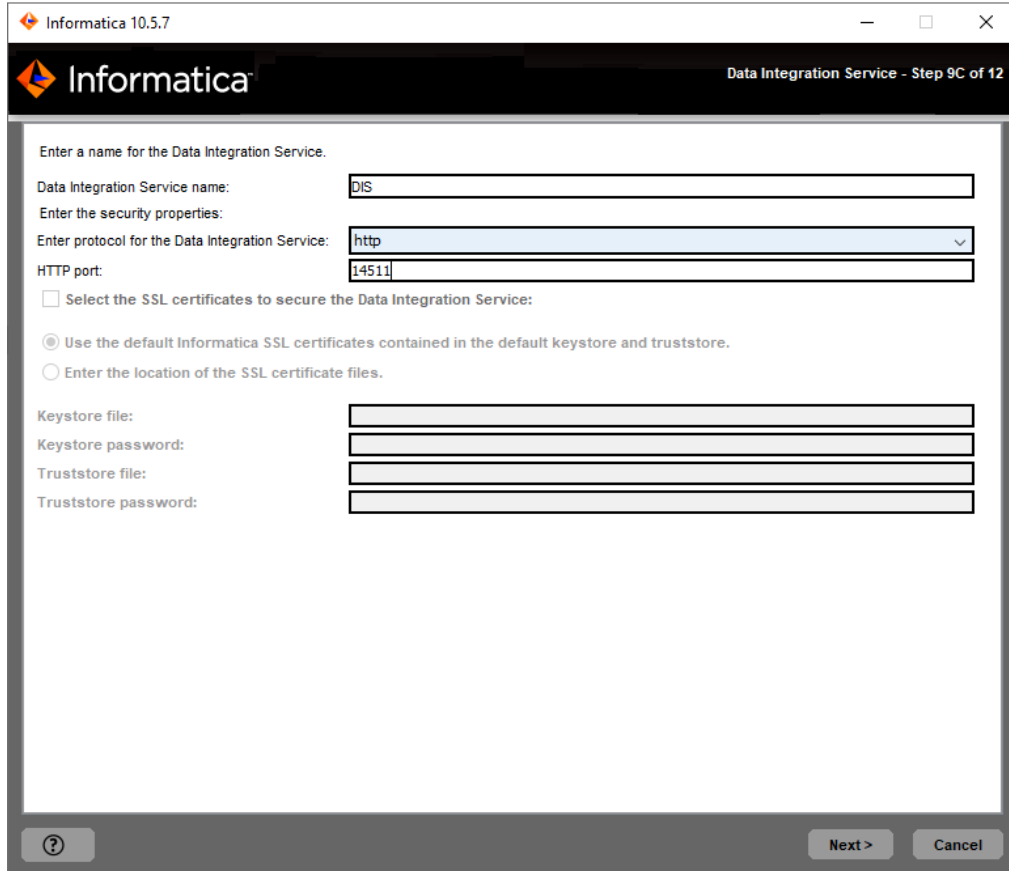 Informatica 10.5.7
Informatica
Data Integration Service - Step 9C of 12
Enter a name for the Data Integration Service.
Data Integration Service name: DIS
Enter the security properties:
Enter protocol for the Data Integration Service: http
HTTP port: 14511
Select the SSL certificates to secure the Data Integration Service:
Use the default Informatica SSL certificates contained in the default keystore and truststore.
Enter the location of the SSL certificate files.
Keystore file:
Keystore password:
Truststore file:
Truststore password:
? Next > Cancel